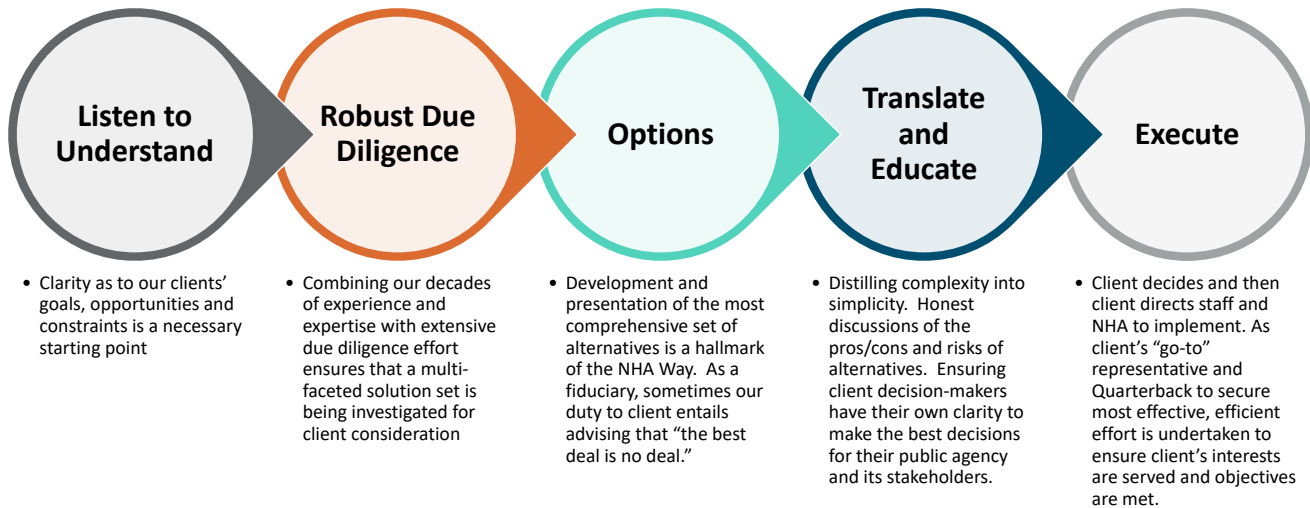 Listen to
Understand
Robust Due
Diligence
Options
Translate
and
Educate
Execute
• Clarity as to our clients’
goals, opportunities and
constraints is a necessary
starting point
• Combining our decades
of experience and
expertise with extensive
due diligence effort
ensures that a multi-
faceted solution set is
being investigated for
client consideration
• Development and
presentation of the most
comprehensive set of
alternatives is a hallmark
of the NHA Way.  As a
fiduciary, sometimes our
duty to client entails
advising that “the best
deal is no deal.”
• Distilling complexity into
simplicity.  Honest
discussions of the
pros/cons and risks of
alternatives.  Ensuring
client decision-makers
have their own clarity to
make the best decisions
for their public agency
and its stakeholders.
• Client decides and then
client directs staff and
NHA to implement. As
client’s “go-to”
representative and
Quarterback to secure
most effective, efficient
effort is undertaken to
ensure client’s interests
are served and objectives
are met.